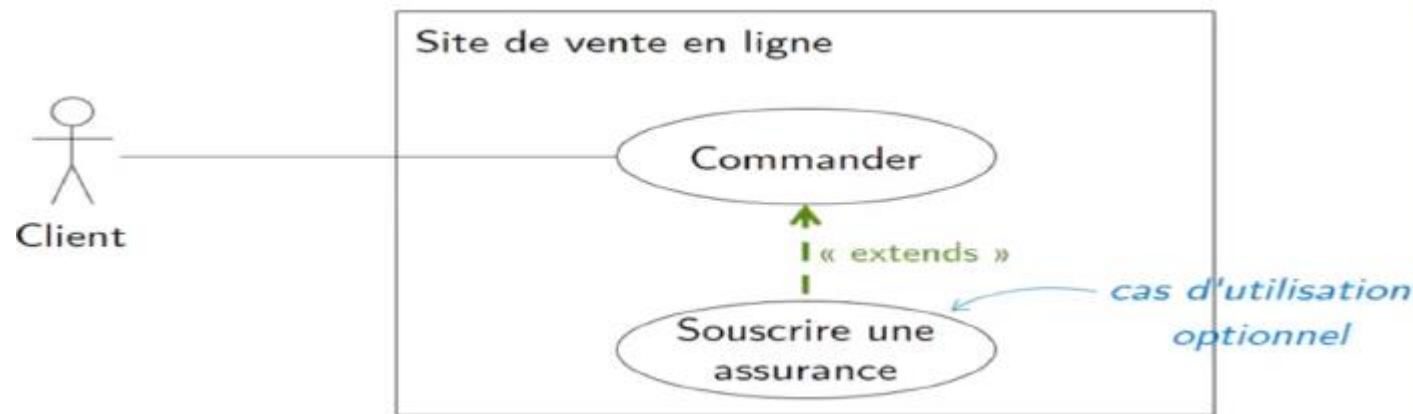 Site de vente en ligne
Commander
Client
« extends »
cas d'utilisation
optionnel
Souscrire une
assurance